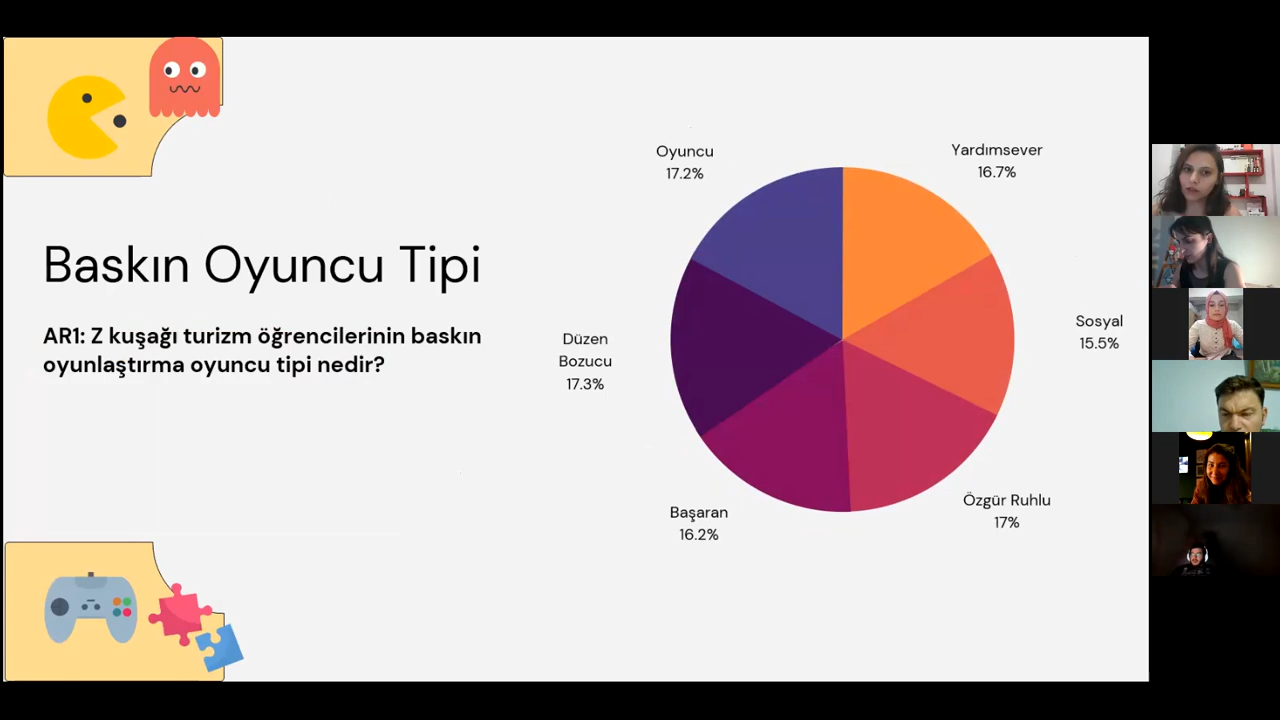 Baskın Oyuncu Tipi
AR1: Z kuşağı turizm öğrencilerinin baskın
oyunlaştırma oyuncu tipi nedir?
Oyuncu
17.2%
Yardımsever
16.7%
Sosyal
15.5%
Düzen
Bozucu
17.3%
Özgür Ruhlu
17%
Başaran
16.2%